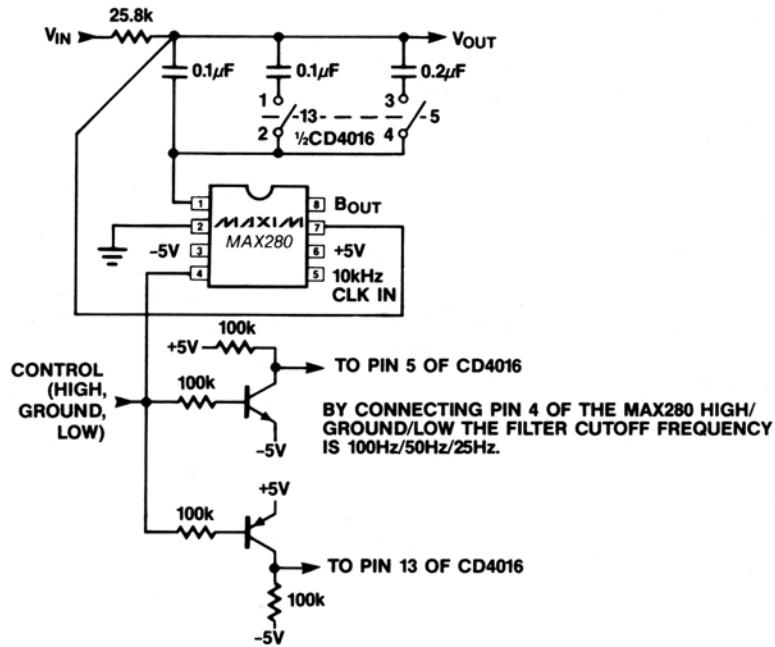 25.8k
VIN
VOUT
0.1µF
0.1µF
0.2µF
1
3
-13-
-5
2
½CD4016
4
1
8 BOUT
2
MAXIM
7
MAX280
-5V 3
6 +5V
4
5 10kHz
CLK IN
100k
+5V
TO PIN 5 OF CD4016
CONTROL
(HIGH,
GROUND,
LOW)
100k
BY CONNECTING PIN 4 OF THE MAX280 HIGH/
GROUND/LOW THE FILTER CUTOFF FREQUENCY
IS 100Hz/50Hz/25Hz.
-5V
+5V
100k
TO PIN 13 OF CD4016
100k
-5V